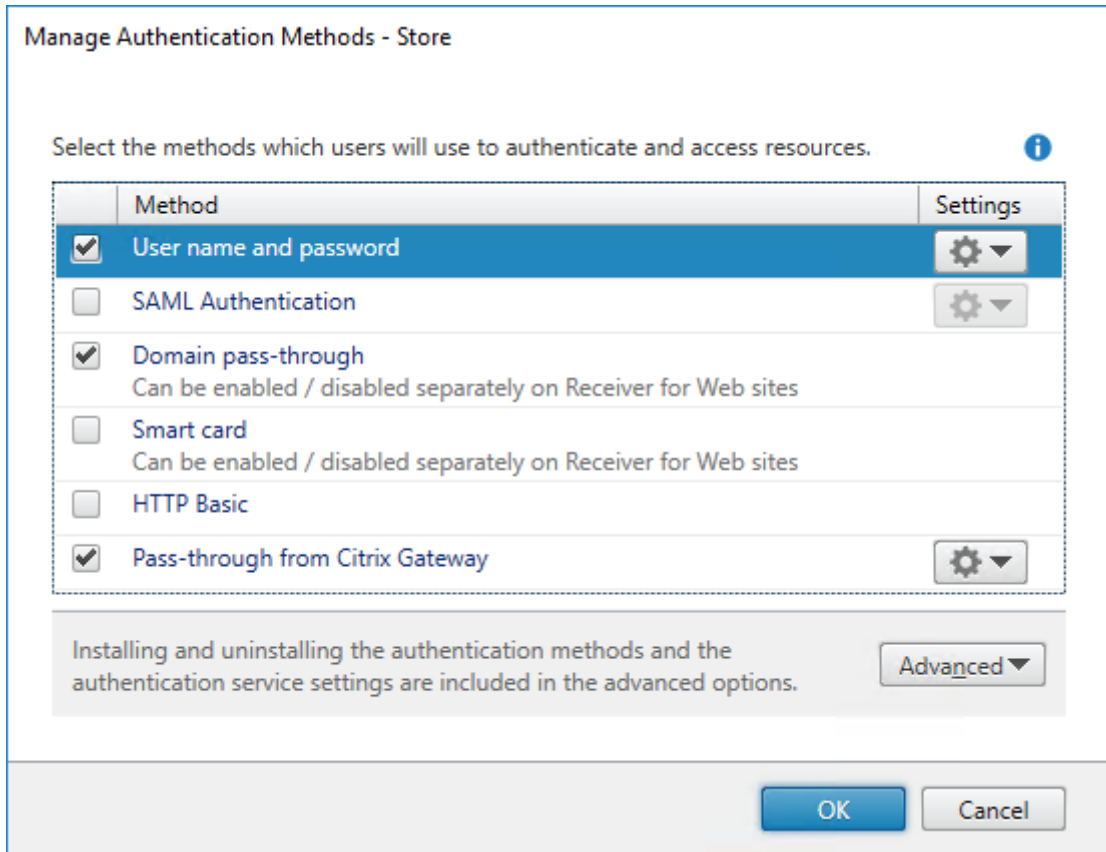 Manage Authentication Methods - Store
Select the methods which users will use to authenticate and access resources.
Method Settings
User name and password
SAML Authentication
Domain pass-through
Can be enabled / disabled separately on Receiver for Web sites
Smart card
Can be enabled / disabled separately on Receiver for Web sites
HTTP Basic
Pass-through from Citrix Gateway
Installing and uninstalling the authentication methods and the
authentication service settings are included in the advanced options.
Advanced
OK Cancel